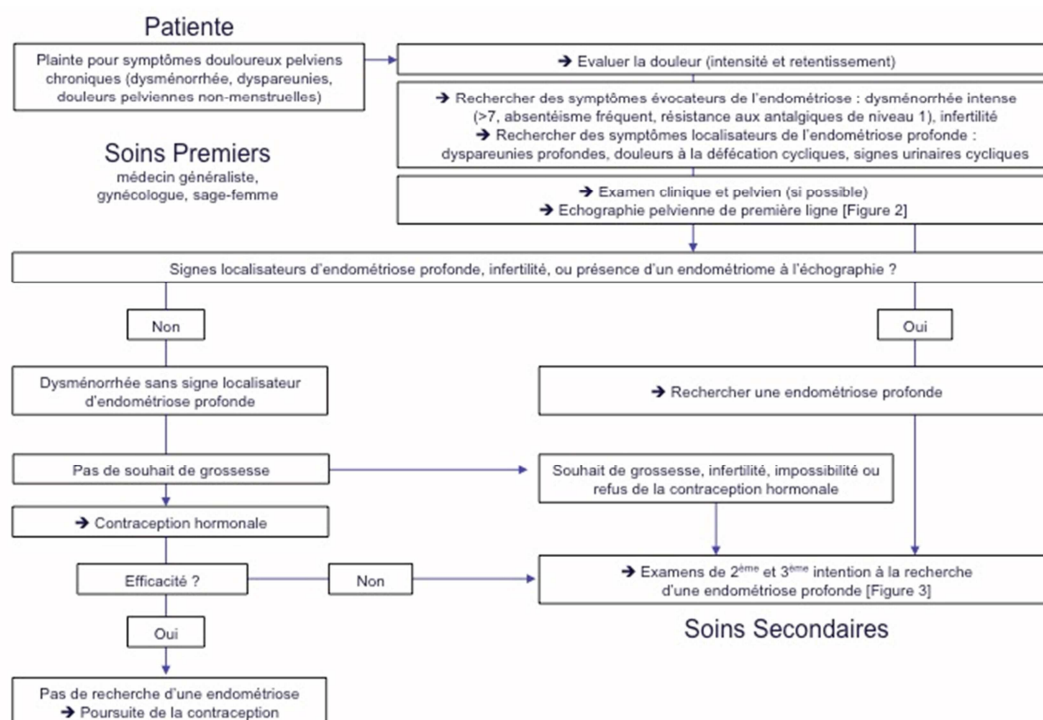 Patiente
Plainte pour symptômes douloureux pelviens
chroniques (dysménorrhée, dyspareunies,
douleurs pelviennes non-menstruelles)
➔ Evaluer la douleur (intensité et retentissement)
➔ Rechercher des symptômes évocateurs de l'endométriose : dysménorrhée intense
(>7, absentéisme fréquent, résistance aux antalgiques de niveau 1), infertilité
➔ Rechercher des symptômes localisateurs de l'endométriose profonde :
dyspareunies profondes, douleurs à la défécation cycliques, signes urinaires cycliques
Soins Premiers
médecin généraliste,
gynécologue, sage-femme
➔ Examen clinique et pelvien (si possible)
➔ Echographie pelvienne de première ligne [Figure 2]
Signes localisateurs d'endométriose profonde, infertilité, ou présence d'un endométriome à l'échographie ?
Non
Oui
Dysménorrhée sans signe localisateur
d'endométriose profonde
➔ Rechercher une endométriose profonde
Pas de souhait de grossesse
Souhait de grossesse, infertilité, impossibilité ou
refus de la contraception hormonale
➔ Contraception hormonale
Efficacité ?
Non
➔ Examens de 2ème et 3ème intention à la recherche
d'une endométriose profonde [Figure 3]
Oui
Soins Secondaires
Pas de recherche d'une endométriose
➔ Poursuite de la contraception